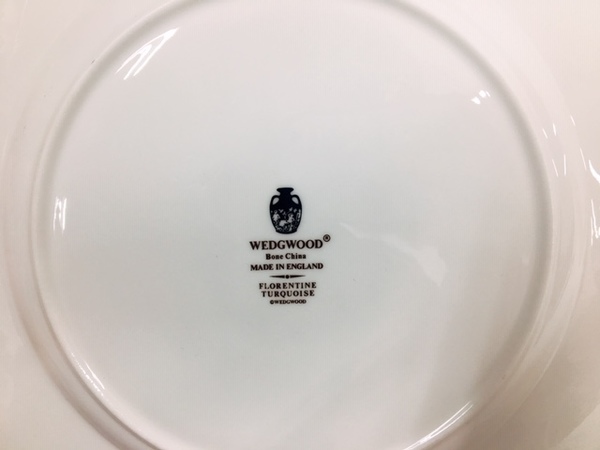 WEDGWOOD®
Bone China
MADE IN ENGLAND
FLORENTINE
TURQUOISE
©WEDGWOOD